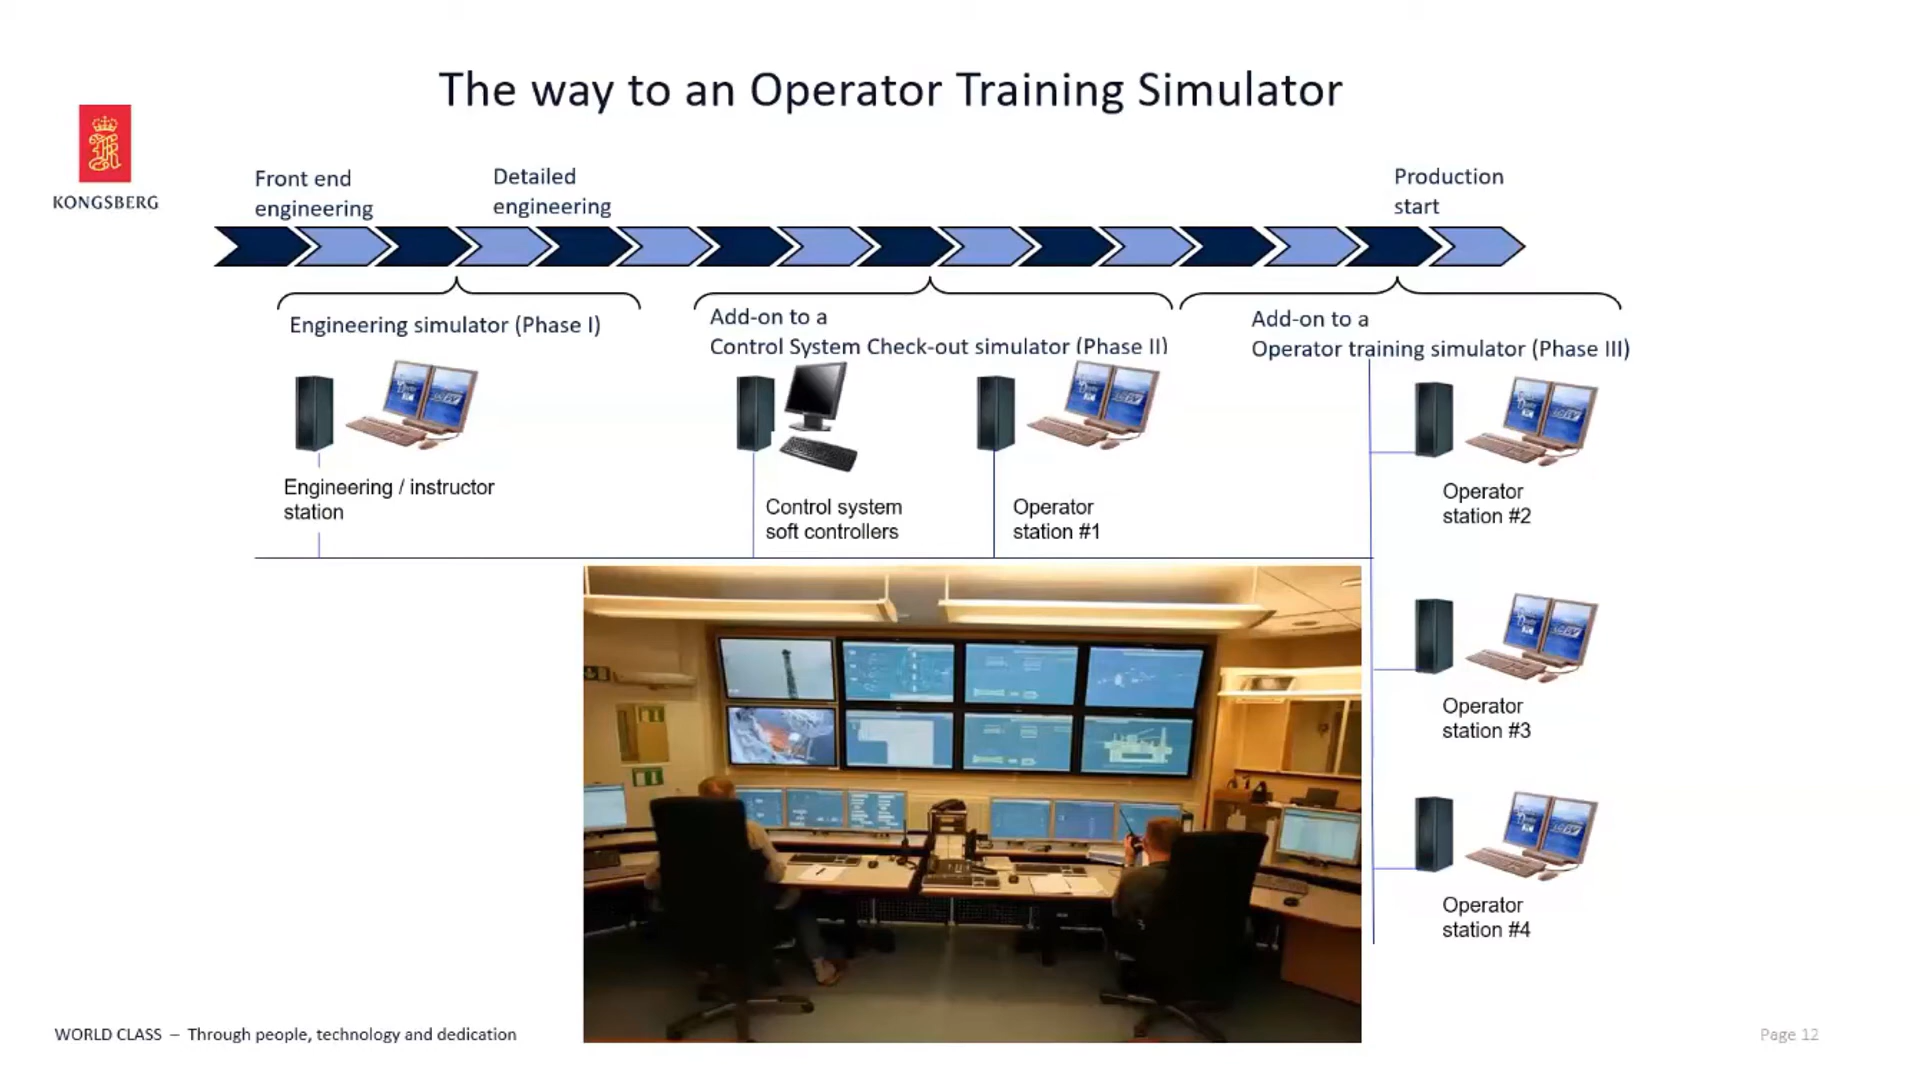 The way to an Operator Training Simulator
KONGSBERG
Front end
engineering
Detailed
engineering
Production
start
Engineering simulator (Phase I)
Add-on to a
Control System Check-out simulator (Phase II)
Add-on to a
Operator training simulator (Phase III)
Engineering / instructor
station
Control system
soft controllers
Operator
station #1
Operator
station #2
Operator
station #3
Operator
station #4
WORLD CLASS – Through people, technology and dedication
Page 12